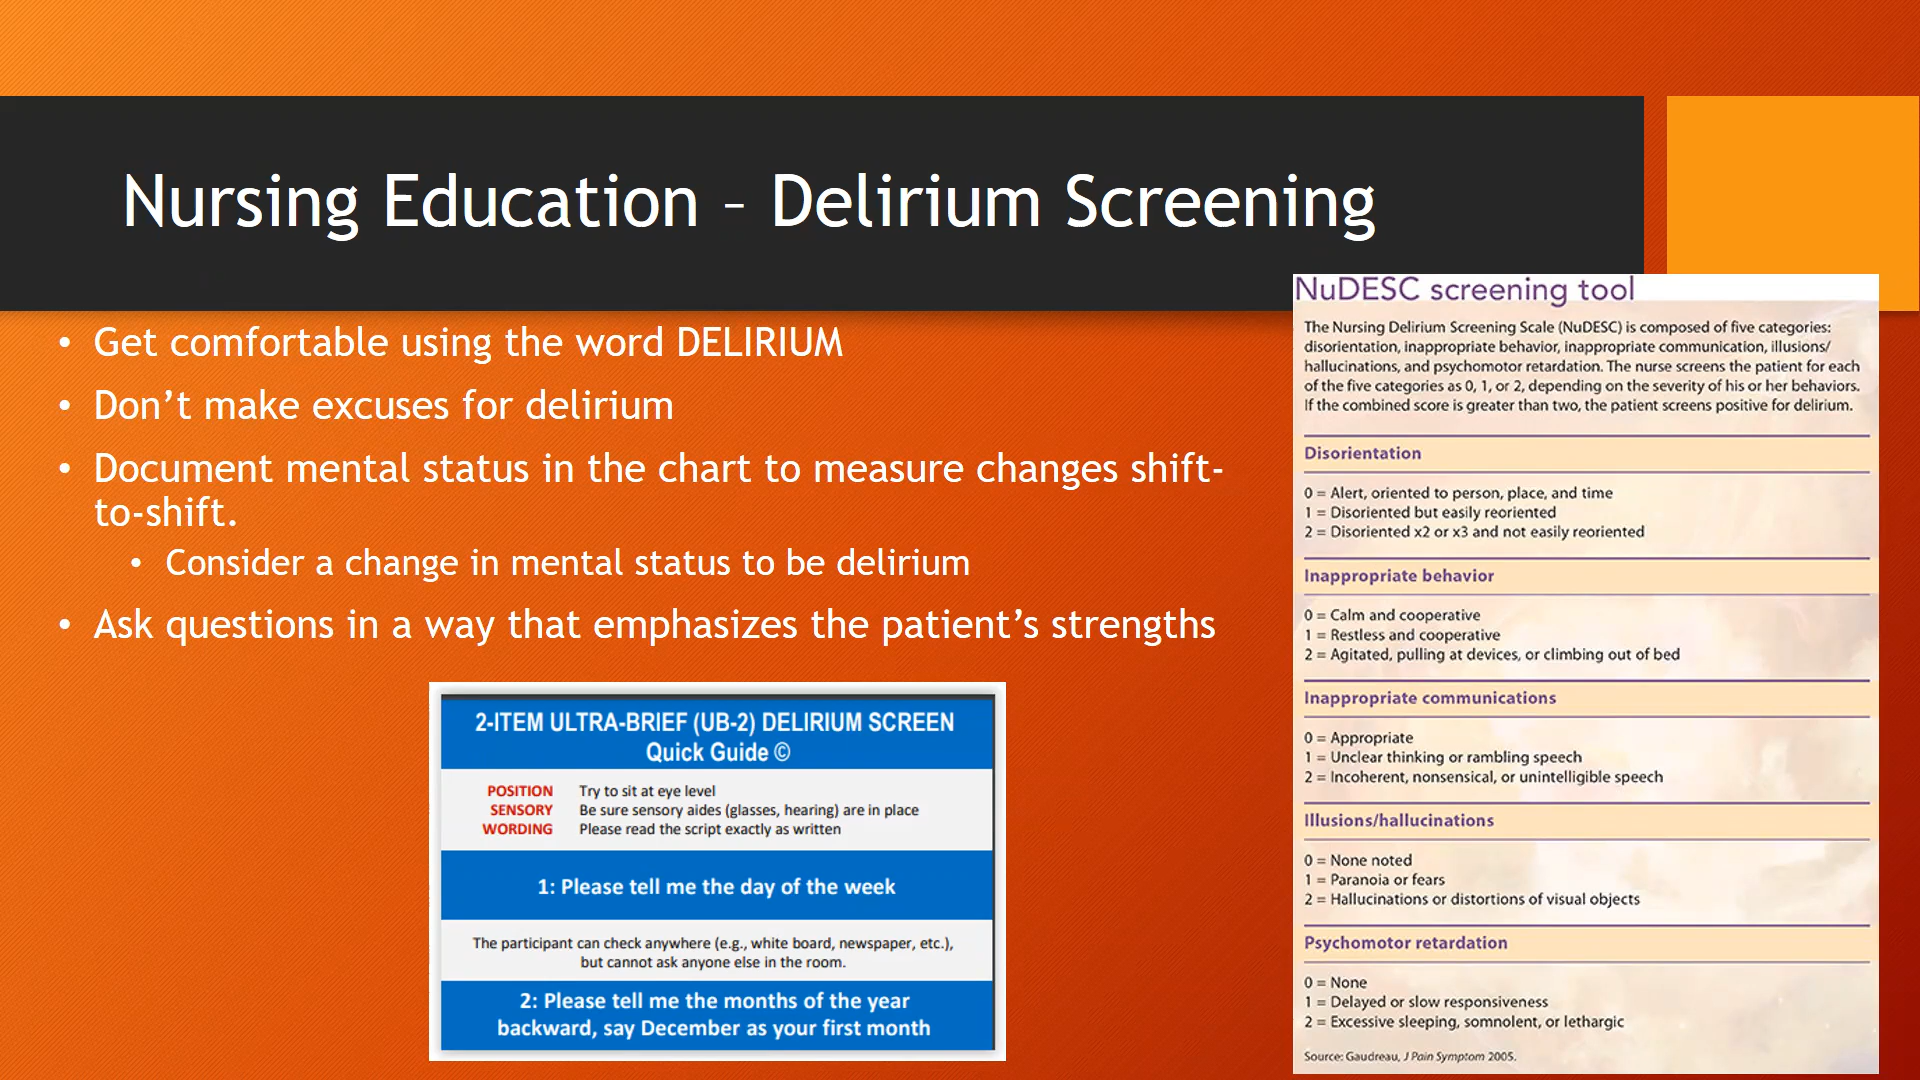 Nursing Education – Delirium Screening
• Get comfortable using the word DELIRIUM
• Don’t make excuses for delirium
• Document mental status in the chart to measure changes shift-
to-shift.
• Consider a change in mental status to be delirium
• Ask questions in a way that emphasizes the patient’s strengths
2-ITEM ULTRA-BRIEF (UB-2) DELIRIUM SCREEN
Quick Guide ©
POSITION Try to sit at eye level
SENSORY Be sure sensory aides (glasses, hearing) are in place
WORDING Please read the script exactly as written
1: Please tell me the day of the week
The participant can check anywhere (e.g., white board, newspaper, etc.),
but cannot ask anyone else in the room.
2: Please tell me the months of the year
backward, say December as your first month
NuDESC screening tool
The Nursing Delirium Screening Scale (NuDESC) is composed of five categories:
disorientation, inappropriate behavior, inappropriate communication, illusions/
hallucinations, and psychomotor retardation. The nurse screens the patient for each
of the five categories as 0, 1, or 2, depending on the severity of his or her behaviors.
If the combined score is greater than two, the patient screens positive for delirium.
Disorientation
0 = Alert, oriented to person, place, and time
1 = Disoriented but easily reoriented
2 = Disoriented x2 or x3 and not easily reoriented
Inappropriate behavior
0 = Calm and cooperative
1 = Restless and cooperative
2 = Agitated, pulling at devices, or climbing out of bed
Inappropriate communications
0 = Appropriate
1 = Unclear thinking or rambling speech
2 = Incoherent, nonsensical, or unintelligible speech
Illusions/hallucinations
0 = None noted
1 = Paranoia or fears
2 = Hallucinations or distortions of visual objects
Psychomotor retardation
0 = None
1 = Delayed or slow responsiveness
2 = Excessive sleeping, somnolent, or lethargic
Source: Gaudreau, J Pain Symptom 2005.